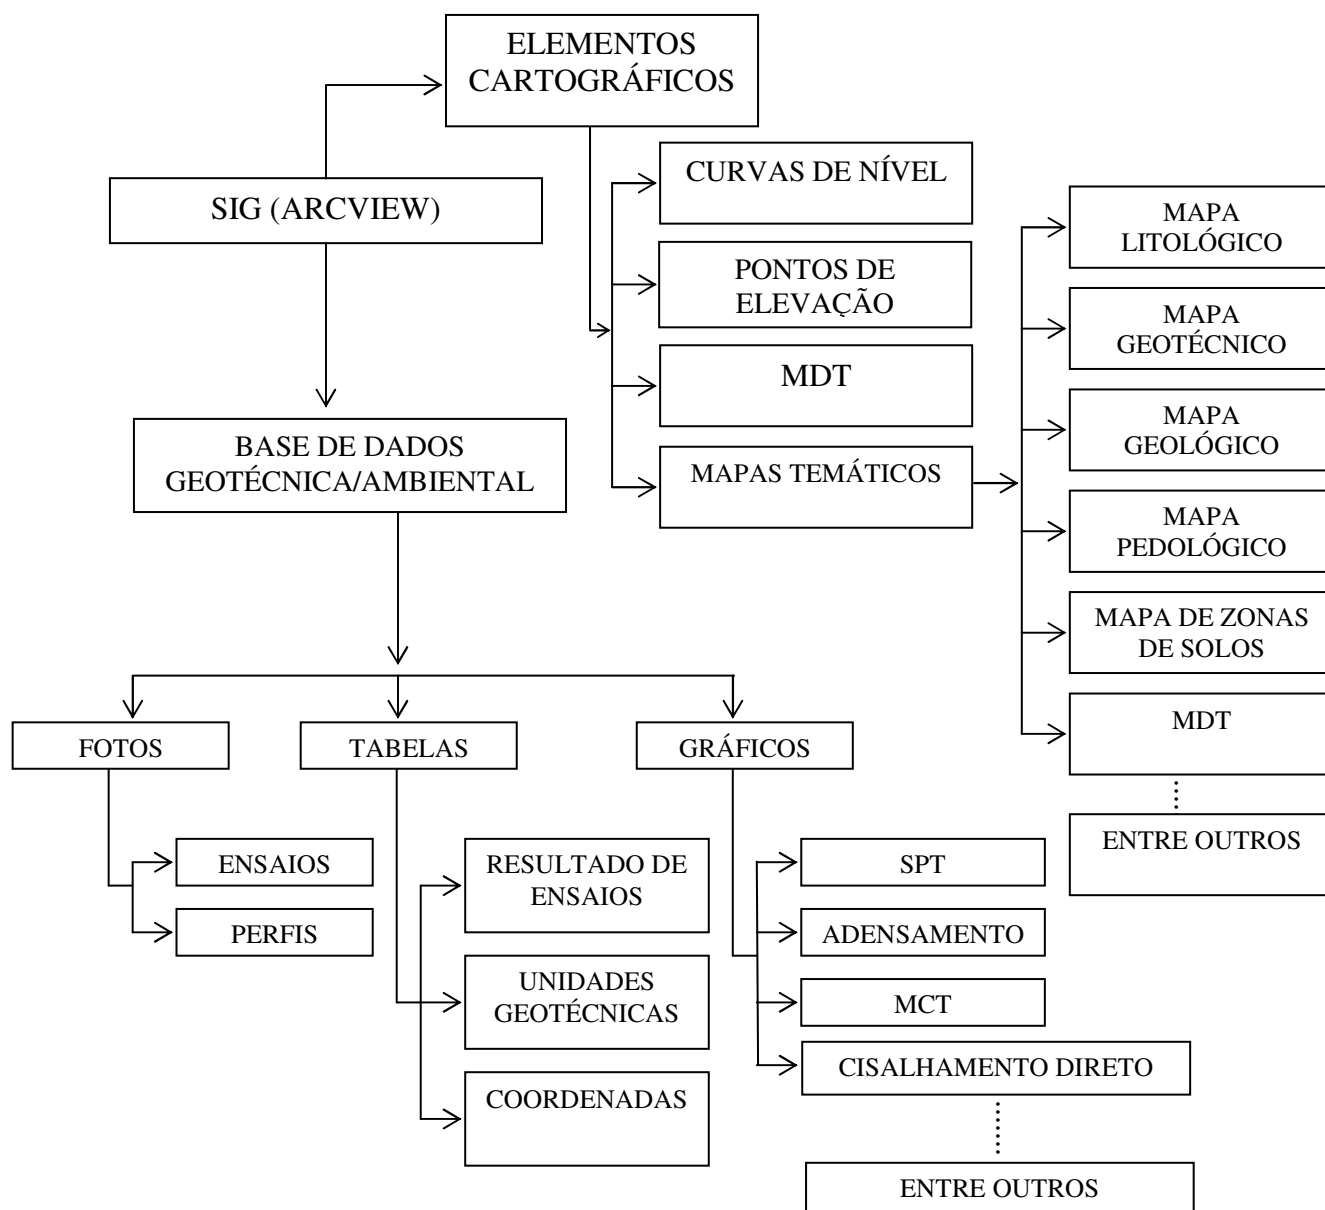 ELEMENTOS
CARTOGRÁFICOS
SIG (ARCVIEW)
BASE DE DADOS
GEOTÉCNICA/AMBIENTAL
CURVAS DE NÍVEL
PONTOS DE
ELEVAÇÃO
MDT
MAPAS TEMÁTICOS
MAPA
LITOLÓGICO
MAPA
GEOTÉCNICO
MAPA
GEOLÓGICO
MAPA
PEDOLÓGICO
MAPA DE ZONAS
DE SOLOS
MDT
ENTRE OUTROS
FOTOS
TABELAS
GRÁFICOS
ENSAIOS
PERFIS
RESULTADO DE
ENSAIOS
UNIDADES
GEOTÉCNICAS
COORDENADAS
SPT
ADENSAMENTO
MCT
CISALHAMENTO DIRETO
ENTRE OUTROS